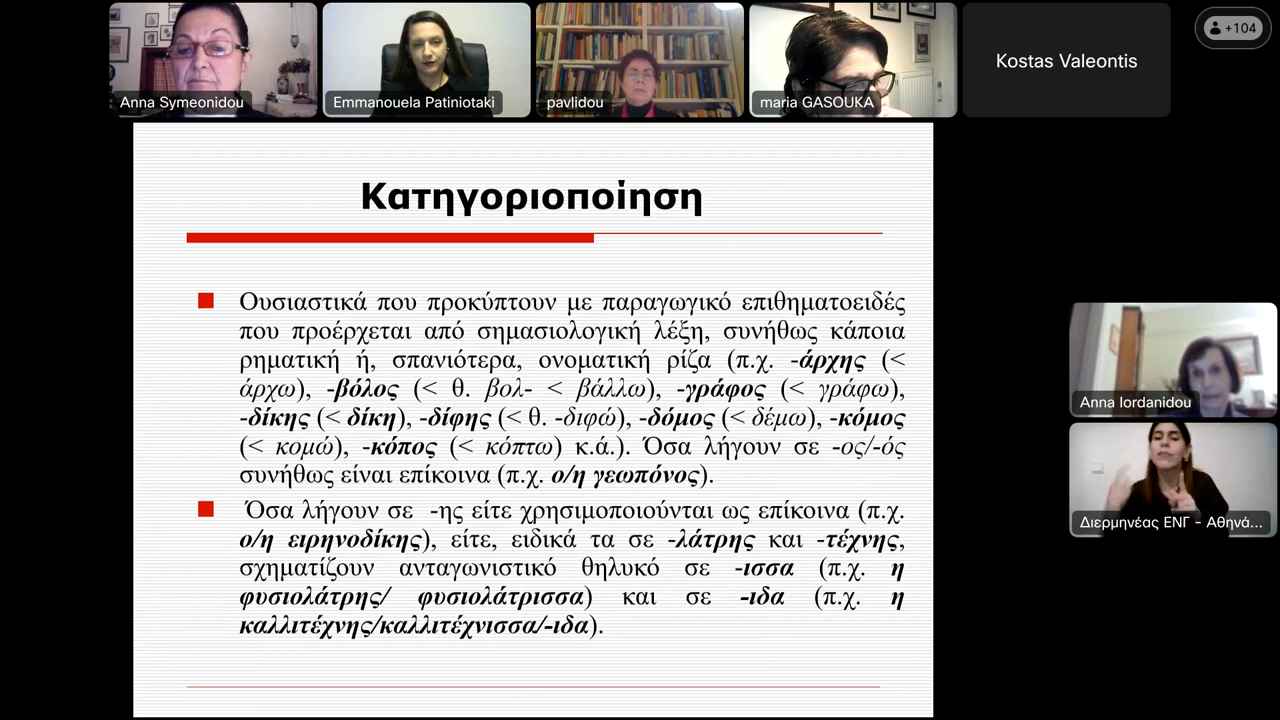 Anna Symeonidou
Emmanouela Patiniotaki
pavlidou
maria GASOUKA
Kostas Valeontis
+104
Κατηγοριοποίηση
Ουσιαστικά που προκύπτουν με παραγωγικό επιθηματοειδές
που προέρχεται από σημασιολογική λέξη, συνήθως κάποια
ρηματική ή, σπανιότερα, ονοματική ρίζα (π.χ. -άρχης (<
άρχω), -βόλος (< θ. βολ- < βάλλω), -γράφος (< γράφω),
-δίκης (< δίκη), -δίφης (< θ. -διφώ), -δόμος (< δέμω), -κόμος
(< κομώ), -κόπος (< κόπτω) κ.ά.). Όσα λήγουν σε -ος/-ός
συνήθως είναι επίκοινα (π.χ. ο/η γεωπόνος).
Όσα λήγουν σε -ης είτε χρησιμοποιούνται ως επίκοινα (π.χ.
ο/η ειρηνοδίκης), είτε, ειδικά τα σε -λάτρης και -τέχνης,
σχηματίζουν ανταγωνιστικό θηλυκό σε -ισσα (π.χ. η
φυσιολάτρης/ φυσιολάτρισσα) και σε -ιδα (π.χ. η
καλλιτέχνης/καλλιτέχνισσα/-ιδα).
Anna Iordanidou
Διερμηνέας ΕΝΓ - Αθηνά...